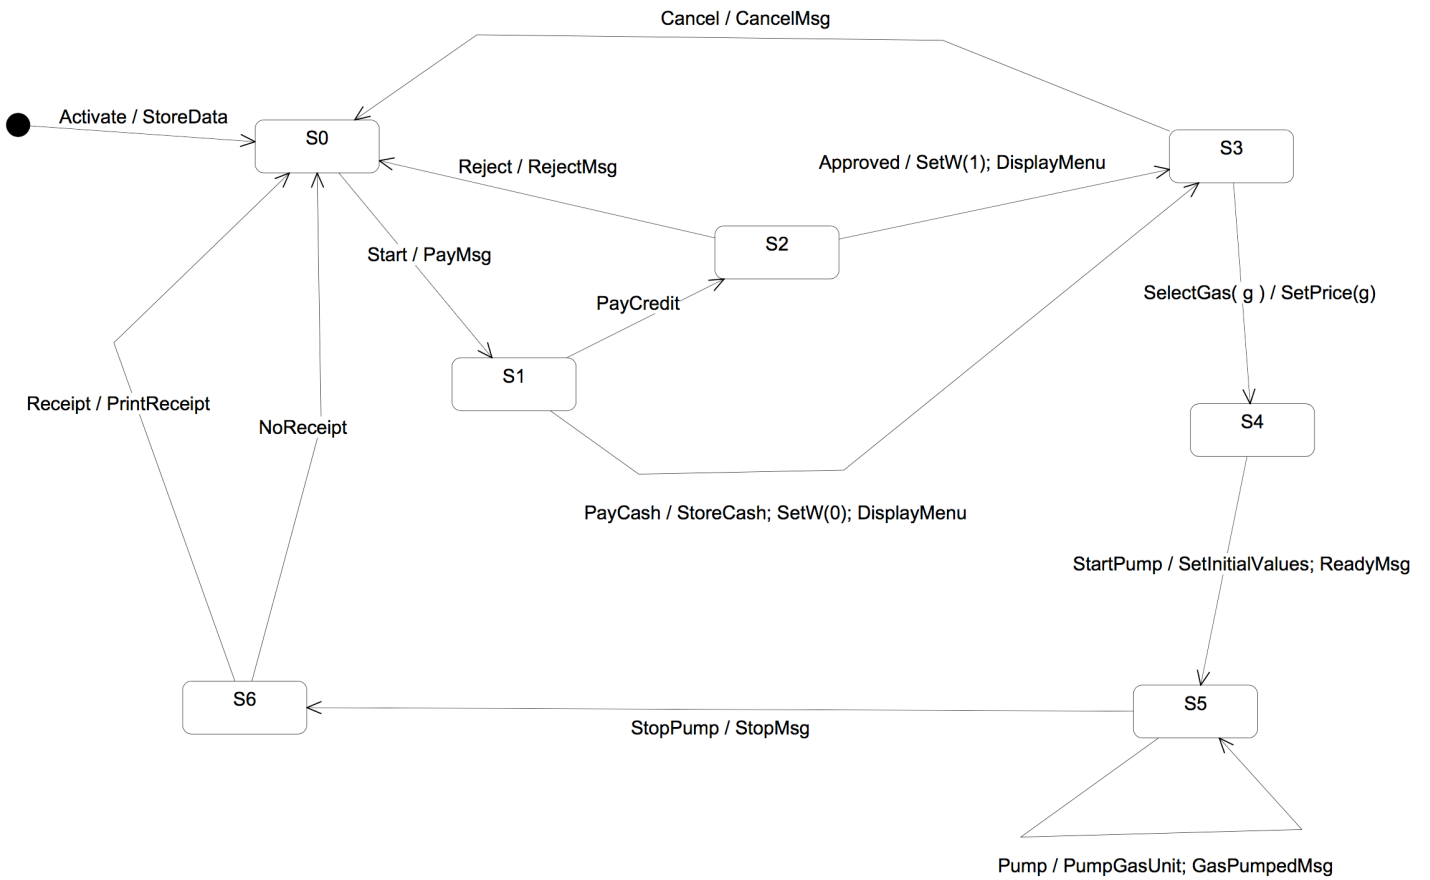 Cancel / CancelMsg
Activate / StoreData
S0
S3
Reject / RejectMsg
Approved / SetW(1); DisplayMenu
S2
Start / PayMsg
SelectGas( g ) / SetPrice(g)
PayCredit
S1
Receipt / PrintReceipt
NoReceipt
S4
PayCash / StoreCash; SetW(0); DisplayMenu
StartPump / SetInitialValues; ReadyMsg
S6
S5
StopPump / StopMsg
Pump / PumpGasUnit; GasPumpedMsg